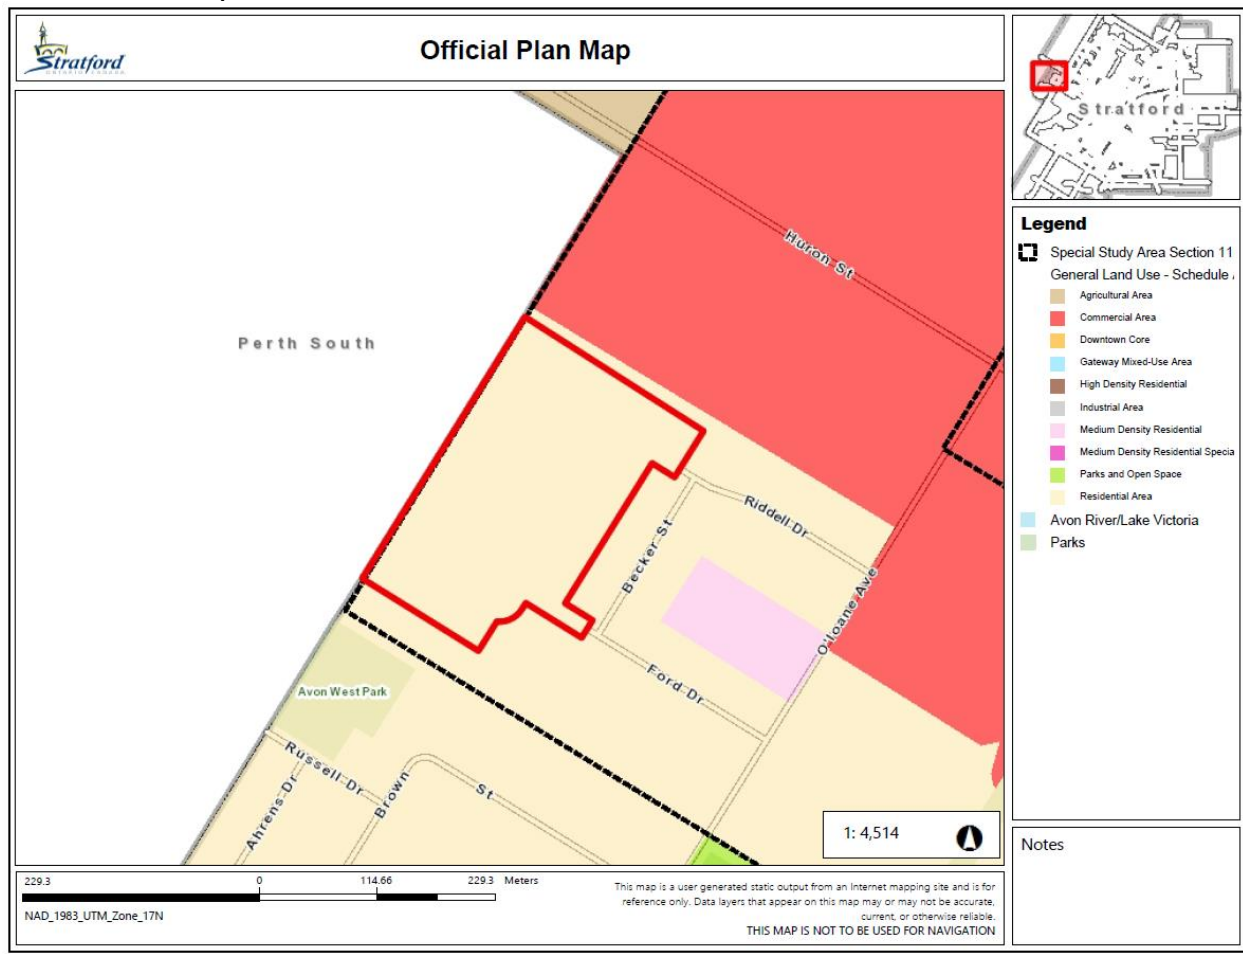 Stratford
ONTARIO CANADA
Official Plan Map
Stratford
Perth South
Huron St
Riddell Dr
Becker St
O'loane Ave
Ford Dr
Avon West Park
Russell Dr
Ahrens Dr
Brown St
1: 4,514
Legend
Special Study Area Section 11
General Land Use - Schedule
Agricultural Area
Commercial Area
Downtown Core
Gateway Mixed-Use Area
High Density Residential
Industrial Area
Medium Density Residential
Medium Density Residential Specia
Parks and Open Space
Residential Area
Avon River/Lake Victoria
Parks
Notes
229.3 0 114.66 229.3 Meters
NAD_1983_UTM_Zone_17N
This map is a user generated static output from an Internet mapping site and is for
reference only. Data layers that appear on this map may or may not be accurate,
current, or otherwise reliable.
THIS MAP IS NOT TO BE USED FOR NAVIGATION